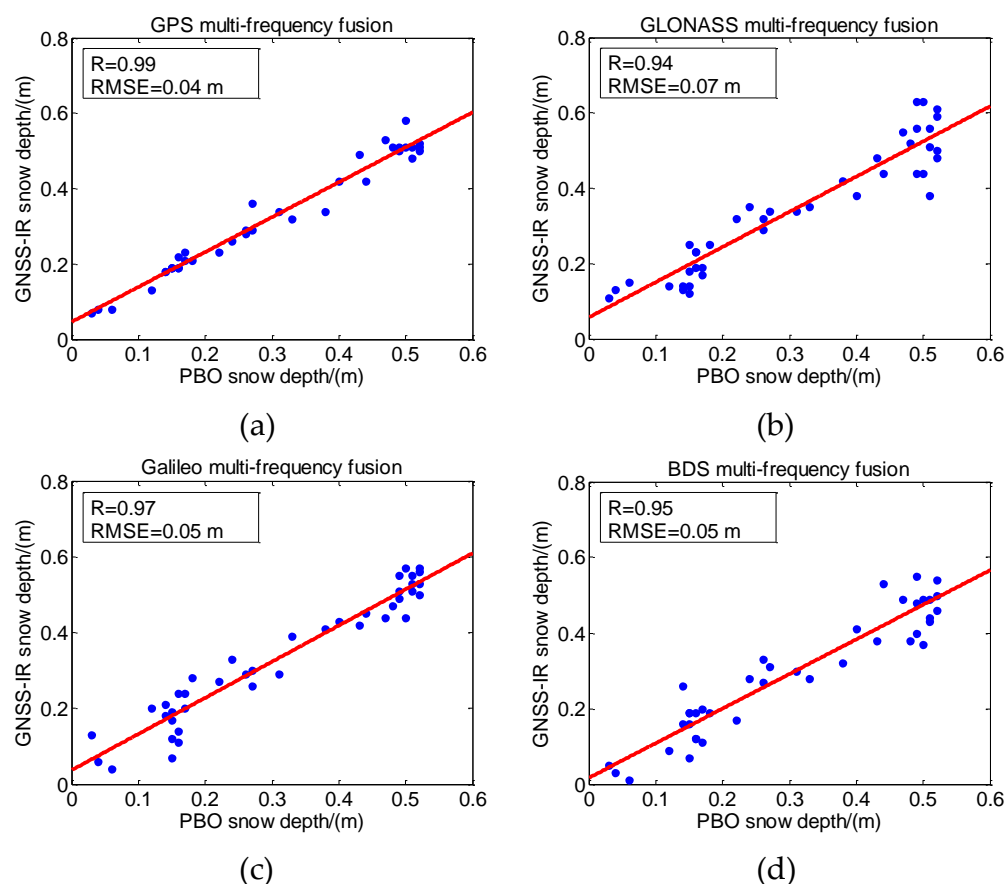 GPS multi-frequency fusion
R=0.99
RMSE=0.04 m
0.8
0.6
0.4
0.2
0
GNSS-IR snow depth/(m)
0 0.1 0.2 0.3 0.4 0.5 0.6
PBO snow depth/(m)
(a)
GLONASS multi-frequency fusion
R=0.94
RMSE=0.07 m
0.8
0.6
0.4
0.2
0
GNSS-IR snow depth/(m)
0 0.1 0.2 0.3 0.4 0.5 0.6
PBO snow depth/(m)
(b)
Galileo multi-frequency fusion
R=0.97
RMSE=0.05 m
0.8
0.6
0.4
0.2
0
GNSS-IR snow depth/(m)
0 0.1 0.2 0.3 0.4 0.5 0.6
PBO snow depth/(m)
(c)
BDS multi-frequency fusion
R=0.95
RMSE=0.05 m
0.8
0.6
0.4
0.2
0
GNSS-IR snow depth/(m)
0 0.1 0.2 0.3 0.4 0.5 0.6
PBO snow depth/(m)
(d)